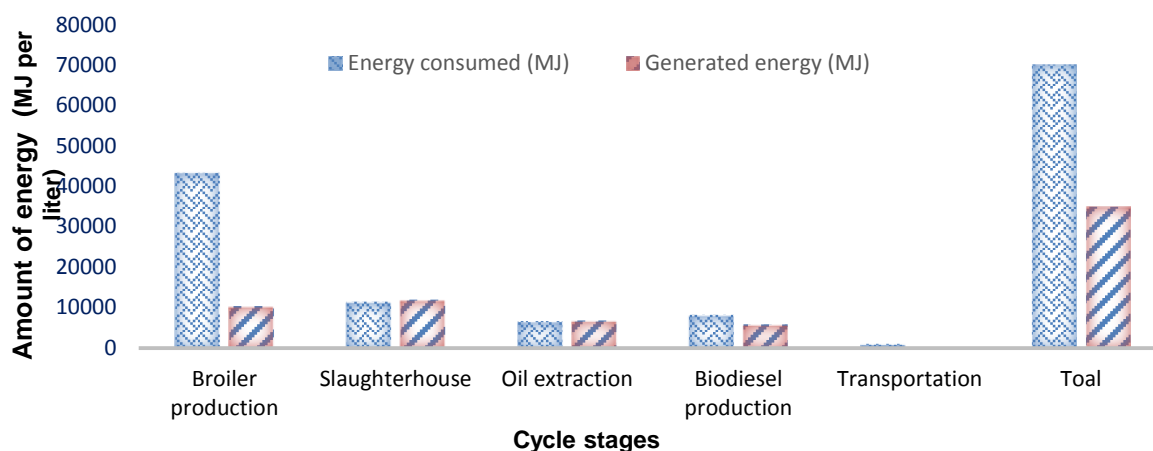 Amount of energy (MJ per
liter)
80000
70000
60000
50000
40000
30000
20000
10000
0
Energy consumed (MJ)
Generated energy (MJ)
Broiler
production
Slaughterhouse
Oil extraction
Biodiesel
production
Transportation
Toal
Cycle stages